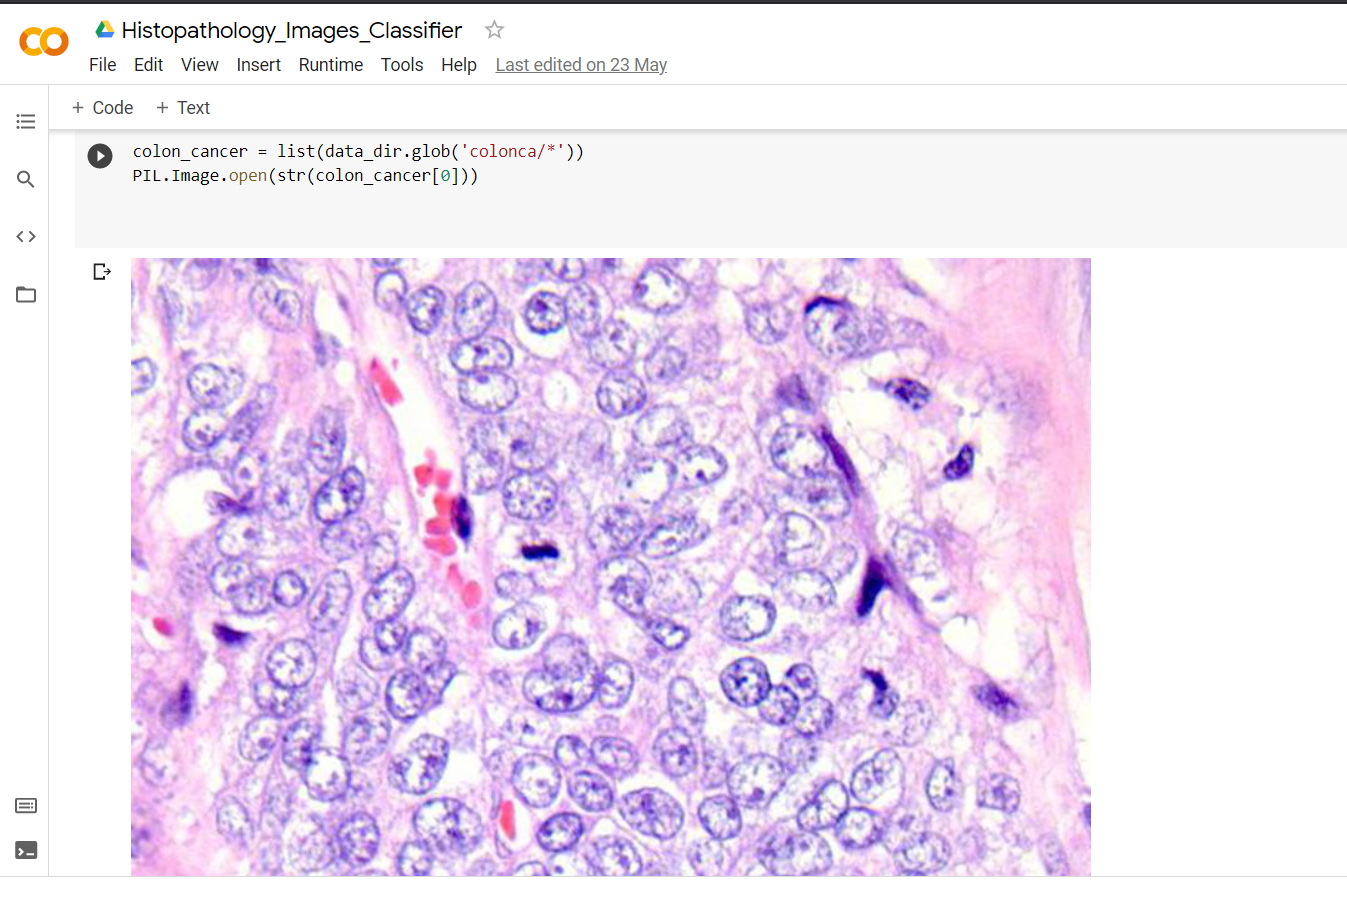 Histopathology_Images_Classifier
File Edit View Insert Runtime Tools Help Last edited on 23 May
+ Code + Text
colon_cancer = list(data_dir.glob('colonca/*'))
PIL.Image.open(str(colon_cancer[0]))